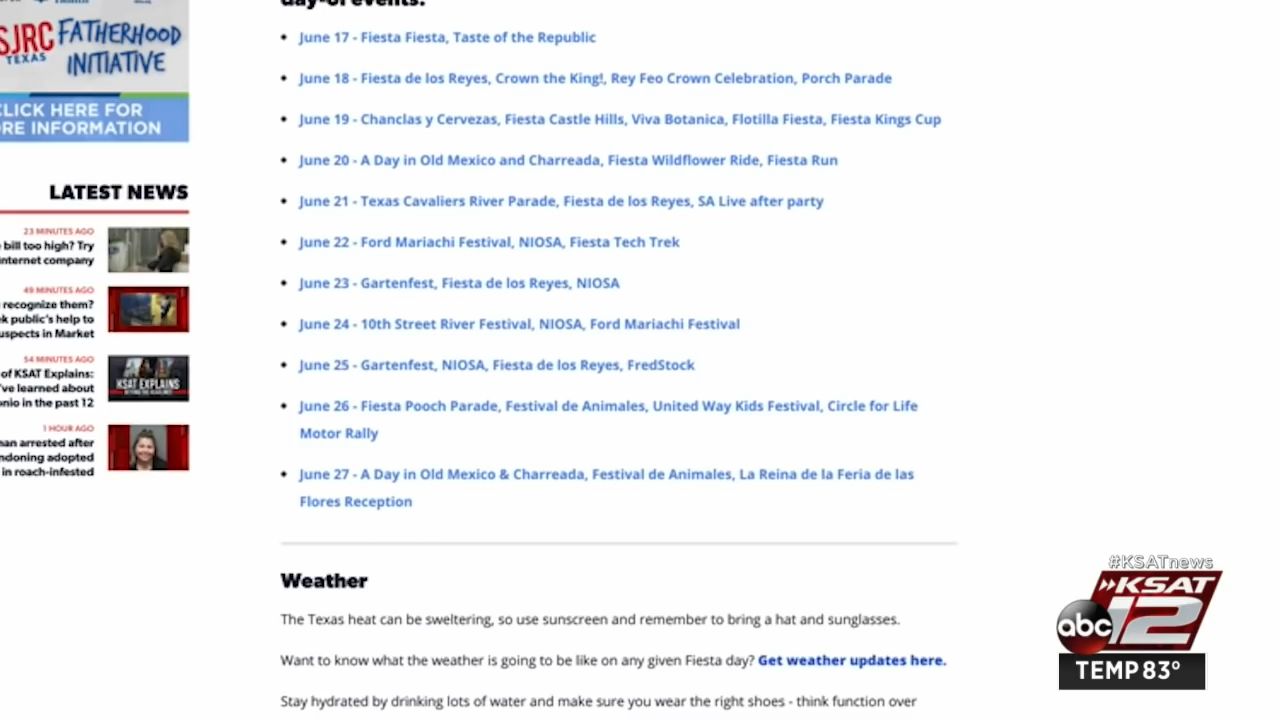 day-of events:
SJRC
TEXAS
FATHERHOOD
INITIATIVE
CLICK HERE FOR
INFORMATION
LATEST NEWS
23 MINUTES AGO
bill too high? Try
internet company
49 MINUTES AGO
recognize them?
public's help to
in Market
54 MINUTES AGO
of KSAT Explains:
learned about
in the past 12
KSAT EXPLAINS
1 HOUR AGO
arrested after
adopted
in roach-infested
• June 17 - Fiesta Fiesta, Taste of the Republic
• June 18 - Fiesta de los Reyes, Crown the King!, Rey Feo Crown Celebration, Porch Parade
• June 19 - Chanclas y Cervezas, Fiesta Castle Hills, Viva Botanica, Flotilla Fiesta, Fiesta Kings Cup
• June 20 - A Day in Old Mexico and Charreada, Fiesta Wildflower Ride, Fiesta Run
• June 21 - Texas Cavaliers River Parade, Fiesta de los Reyes, SA Live after party
• June 22 - Ford Mariachi Festival, NIOSA, Fiesta Tech Trek
• June 23 - Gartenfest, Fiesta de los Reyes, NIOSA
• June 24 - 10th Street River Festival, NIOSA, Ford Mariachi Festival
• June 25 - Gartenfest, NIOSA, Fiesta de los Reyes, FredStock
• June 26 - Fiesta Pooch Parade, Festival de Animales, United Way Kids Festival, Circle for Life
Motor Rally
• June 27 - A Day in Old Mexico & Charreada, Festival de Animales, La Reina de la Feria de las
Flores Reception
Weather
The Texas heat can be sweltering, so use sunscreen and remember to bring a hat and sunglasses.
Want to know what the weather is going to be like on any given Fiesta day? Get weather updates here.
Stay hydrated by drinking lots of water and make sure you wear the right shoes - think function over
#KSATnews
KSAT
abc 12
TEMP 83°